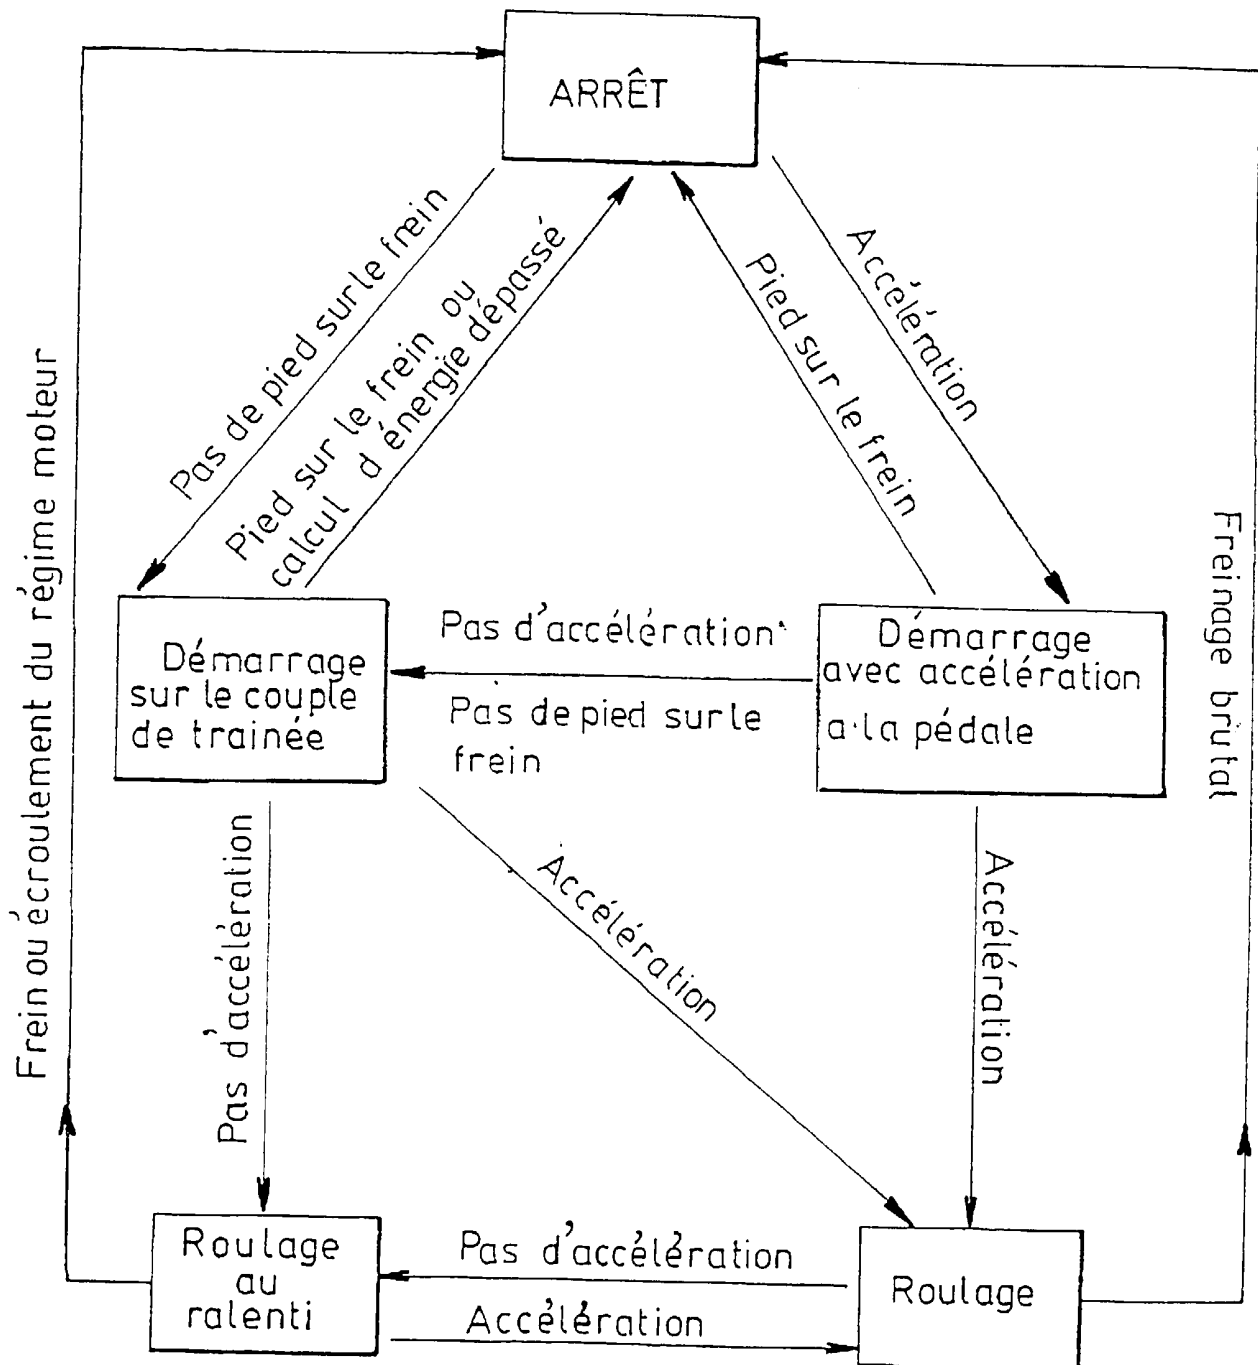 ARRÊT
Pas de pied sur le frein
Pied sur le frein ou
calcul d'énergie dépassé
Pied sur le frein
Accélération
Frein ou écroulement du régime moteur
Freinage brutal
Démarrage
sur le couple
de trainée
Pas d'accélération
Pas de pied sur le
frein
Démarrage
avec accélération
a la pédale
Pas d'accélération
Accélération
Accélération
Roulage
au
ralenti
Pas d'accélération
Accélération
Roulage